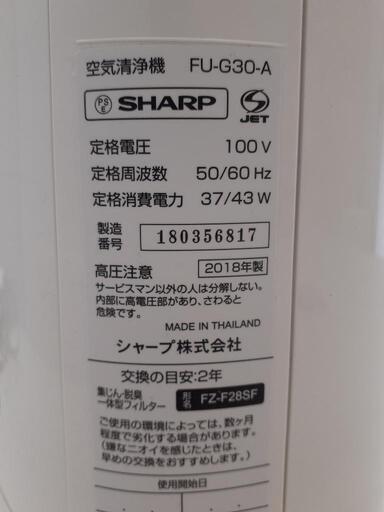 空気清浄機 FU-G30-A
PS E SHARP JET
定格電圧 100 V
定格周波数 50/60 Hz
定格消費電力 37/43 W
製造番号 180356817
高圧注意 2018年製
サービスマン以外の人は分解しない。
内部に高電圧部があり、さわると
危険です。
MADE IN THAILAND
シャープ株式会社
交換の目安:2年
集じん・脱臭
一体型フィルター 形名 FZ-F28SF
ご使用の環境によっては、数ヶ月
程度で劣化する場合があります。
(嫌なニオイを感じたときは、
早めの交換をおすすめします。)
使用開始日